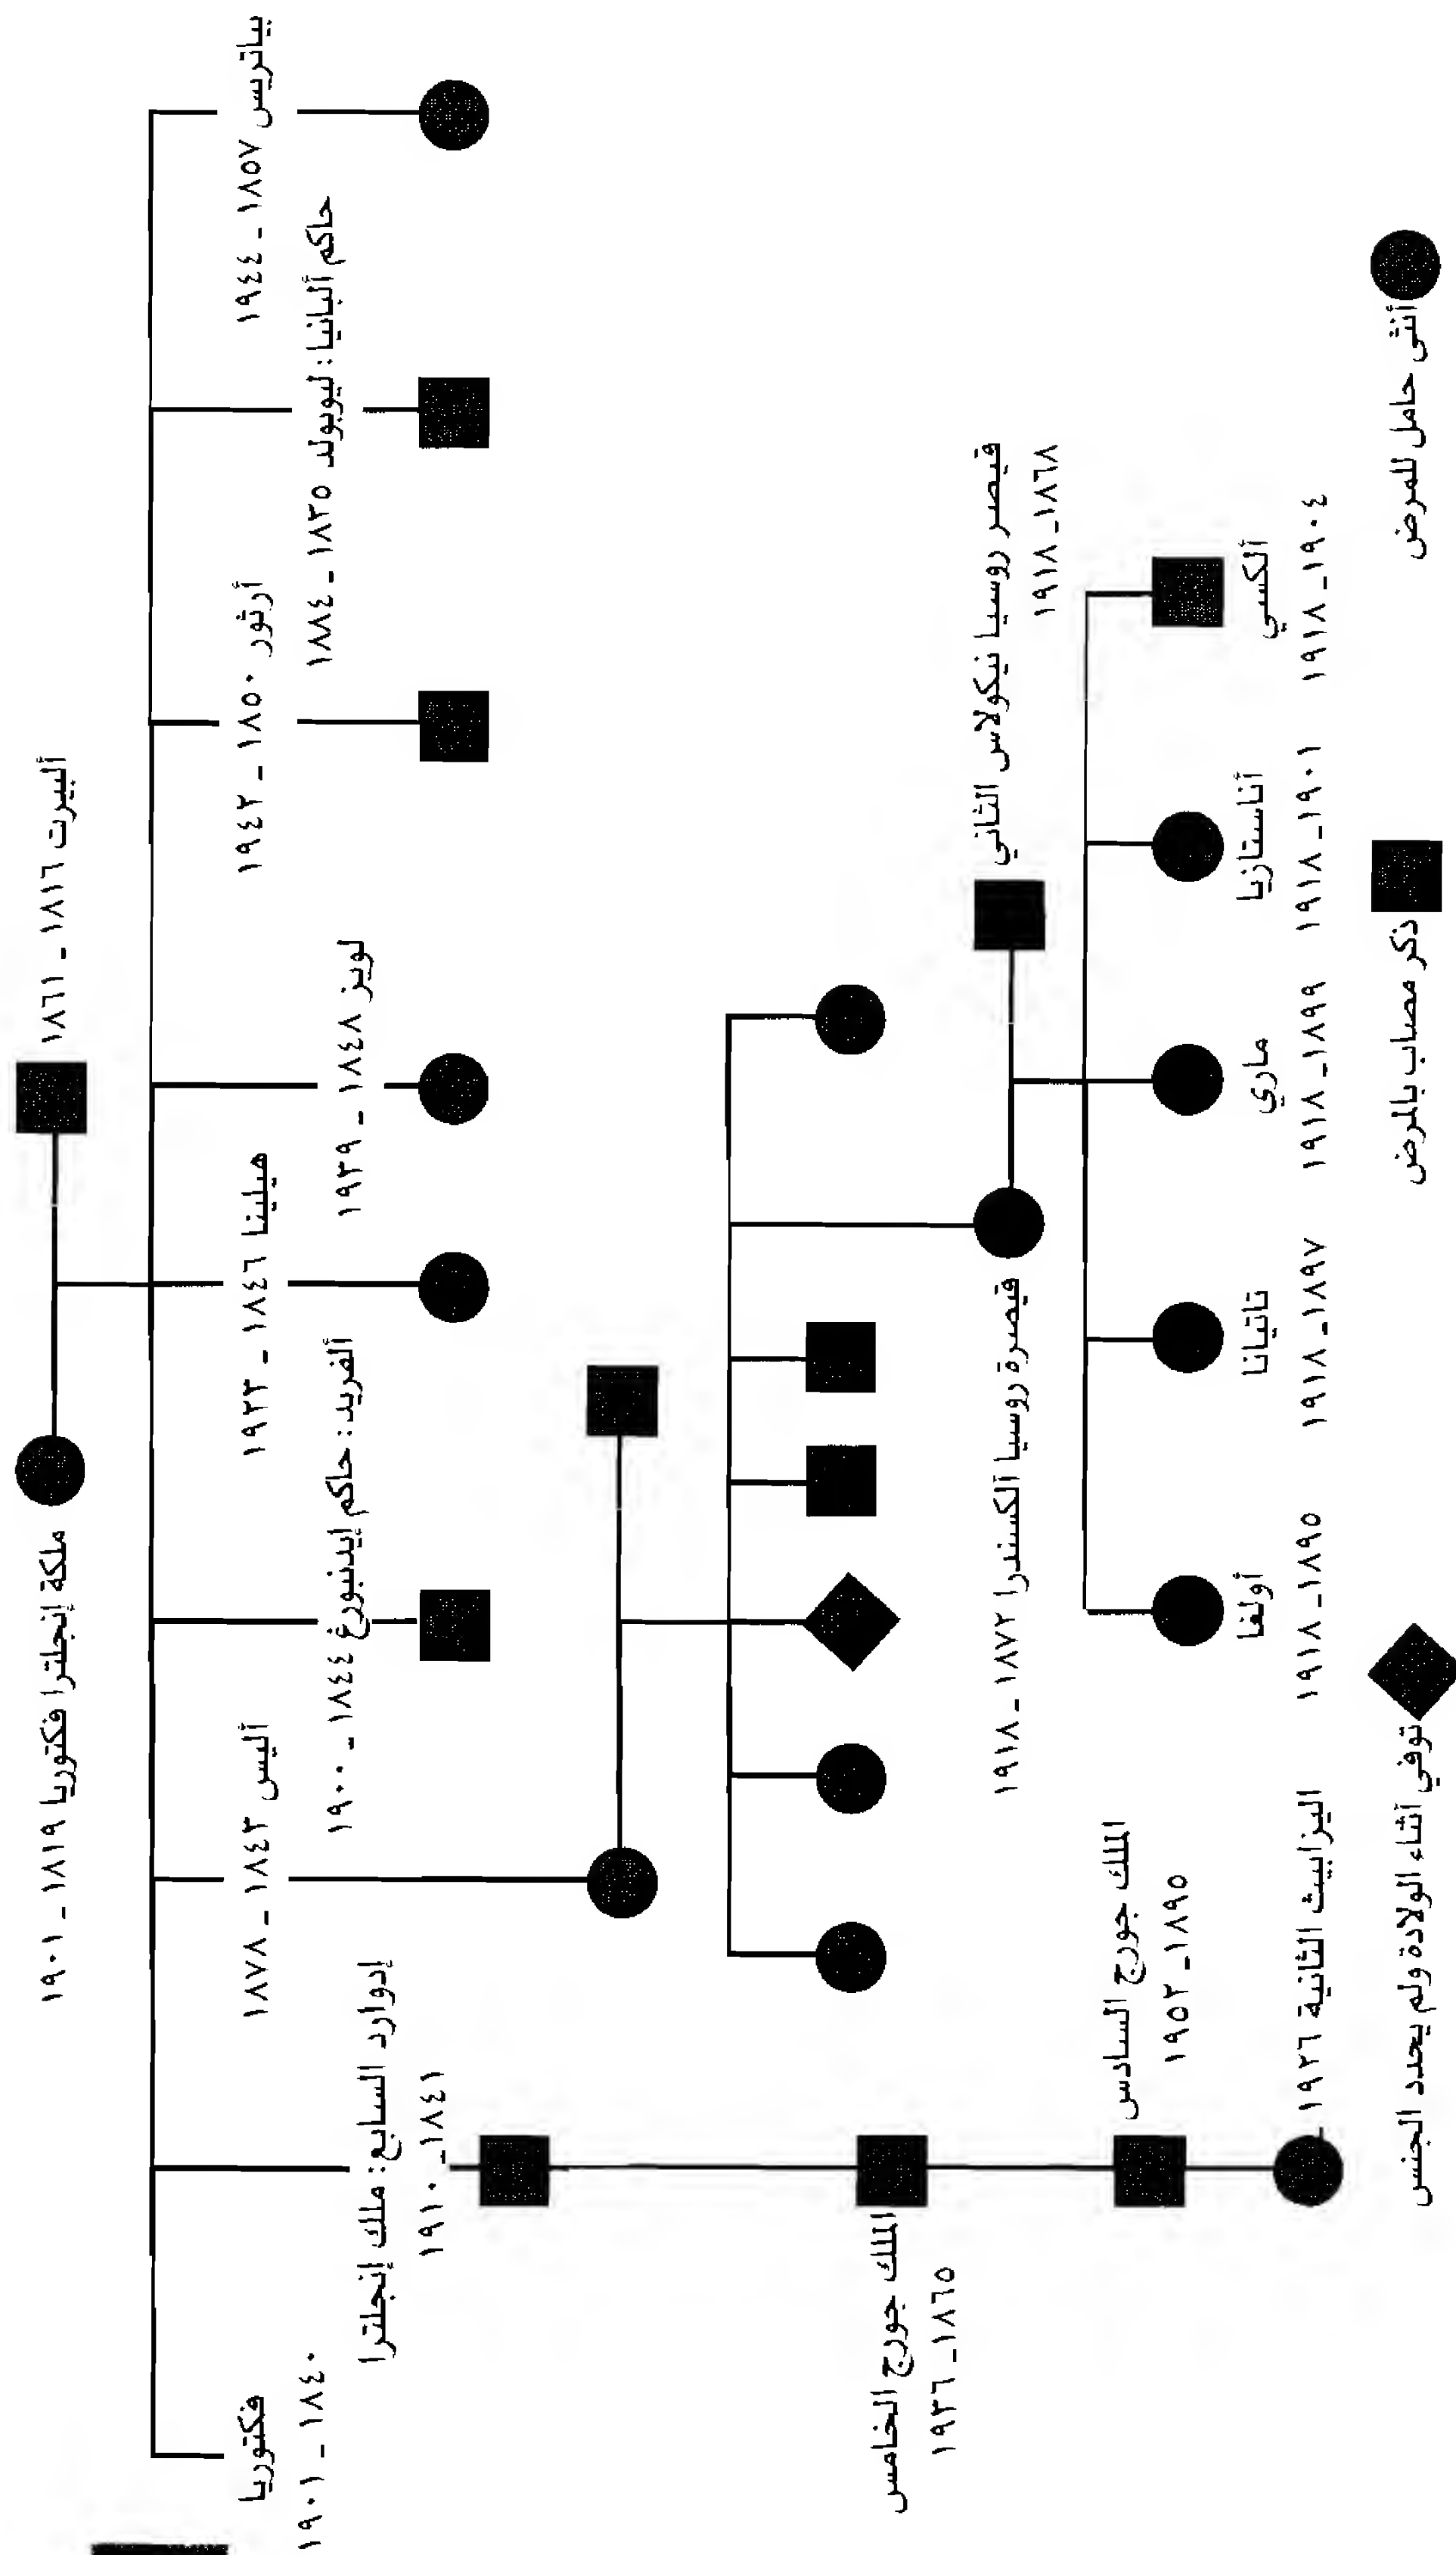 ملكة إنجلترا فكتوريا ١٨١٩ - ١٩٠١
ألبيرت ١٨١٦ - ١٨٦١
فكتوريا
١٨٤٠ - ١٩٠١
إدوارد السابع: ملك إنجلترا
١٨٤١ - ١٩١٠
أليس ١٨٤٣ - ١٨٧٨
ألفريد: حاكم إيدنبورغ ١٨٤٤ - ١٩٠٠
هيلينا ١٨٤٦ - ١٩٢٣
لويز ١٨٤٨ - ١٩٣٩
أرثور ١٨٥٠ - ١٩٤٢
حاكم ألبانيا: ليوبولد ١٨٣٥ - ١٨٨٤
بياتريس ١٨٥٧ - ١٩٤٤
الملك جورج الخامس
١٨٦٥ - ١٩٣٦
قيصرة روسيا ألكسندرا ١٨٧٢ - ١٩١٨
قيصر روسيا نيكولاس الثاني
١٨٦٨ - ١٩١٨
الملك جورج السادس
١٨٩٥ - ١٩٥٢
اليزابيث الثانية ١٩٢٦ -
أولغا
١٨٩٥ - ١٩١٨
تاتيانا
١٨٩٧ - ١٩١٨
ماري
١٨٩٩ - ١٩١٨
أناستازيا
١٩٠١ - ١٩١٨
ألكسي
١٩٠٤ - ١٩١٨
توفي أثناء الولادة ولم يحدد الجنس
ذكر مصاب بالمرض
أنثى حامل للمرض